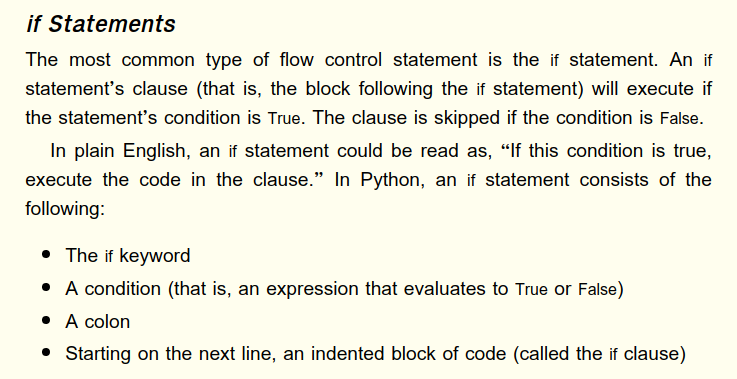 if Statements
The most common type of flow control statement is the if statement. An if
statement’s clause (that is, the block following the if statement) will execute if
the statement’s condition is True. The clause is skipped if the condition is False.
In plain English, an if statement could be read as, “If this condition is true,
execute the code in the clause.” In Python, an if statement consists of the
following:
• The if keyword
• A condition (that is, an expression that evaluates to True or False)
• A colon
• Starting on the next line, an indented block of code (called the if clause)